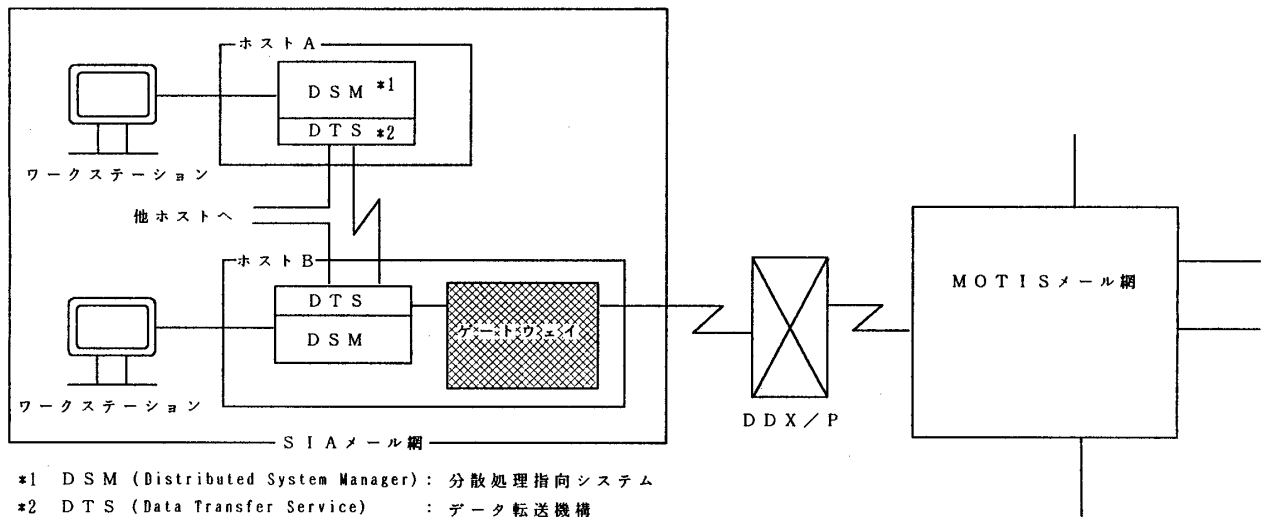 ホストA
DSM *1
DTS *2
ワークステーション
他ホストへ
ホストB
DTS
DSM
ゲートウェイ
ワークステーション
SIAメール網
DDX/P
MOTISメール網
*1 DSM (Distributed System Manager): 分散処理指向システム
*2 DTS (Data Transfer Service) : データ転送機構